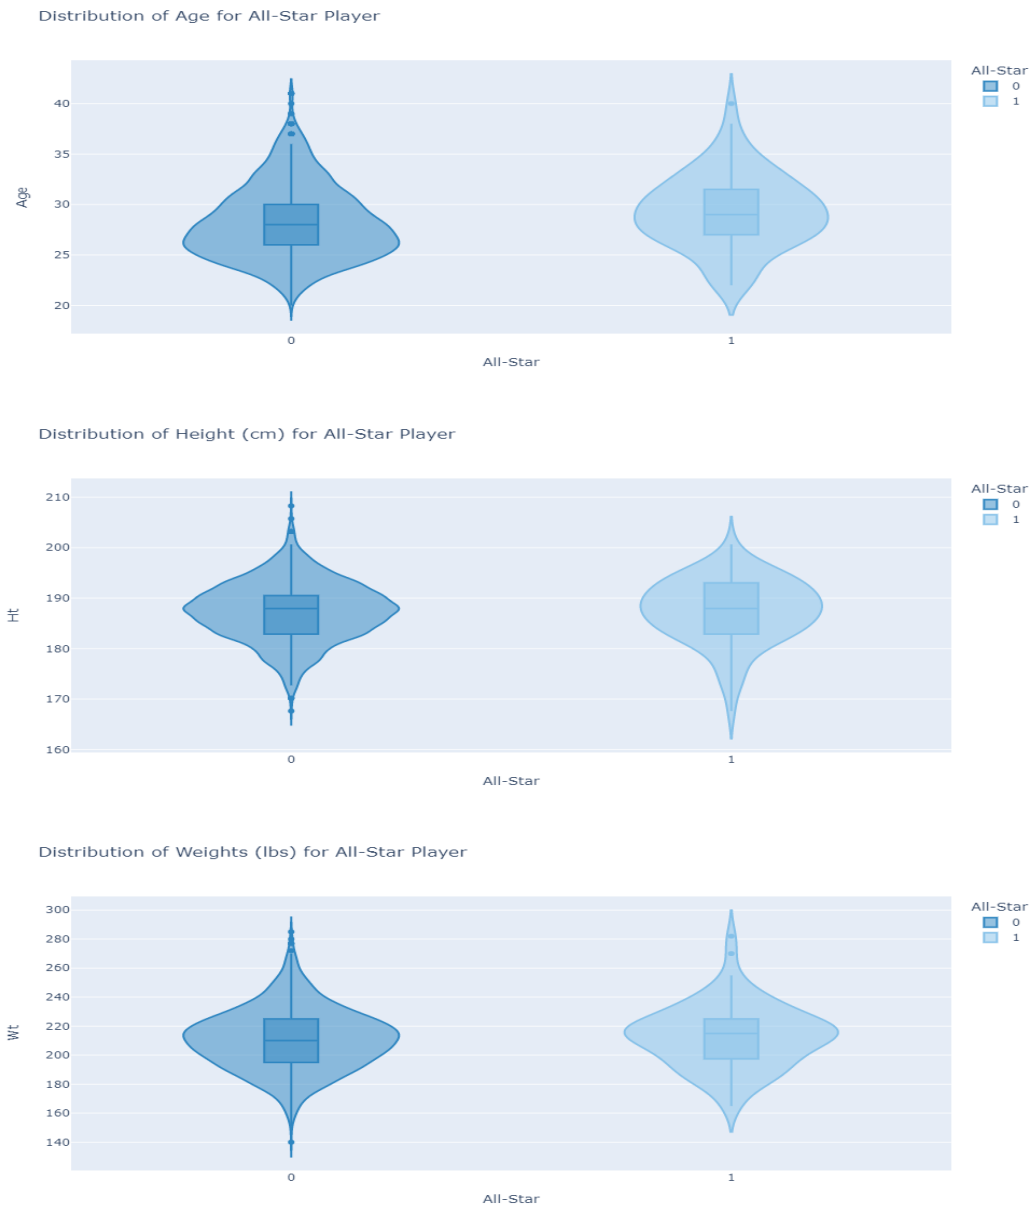 Distribution of Age for All-Star Player
All-Star
0
1
40
35
30
25
20
Age
0
1
All-Star
Distribution of Height (cm) for All-Star Player
All-Star
0
1
210
200
190
180
170
160
Ht
0
1
All-Star
Distribution of Weights (lbs) for All-Star Player
All-Star
0
1
300
280
260
240
220
200
180
160
140
Wt
0
1
All-Star